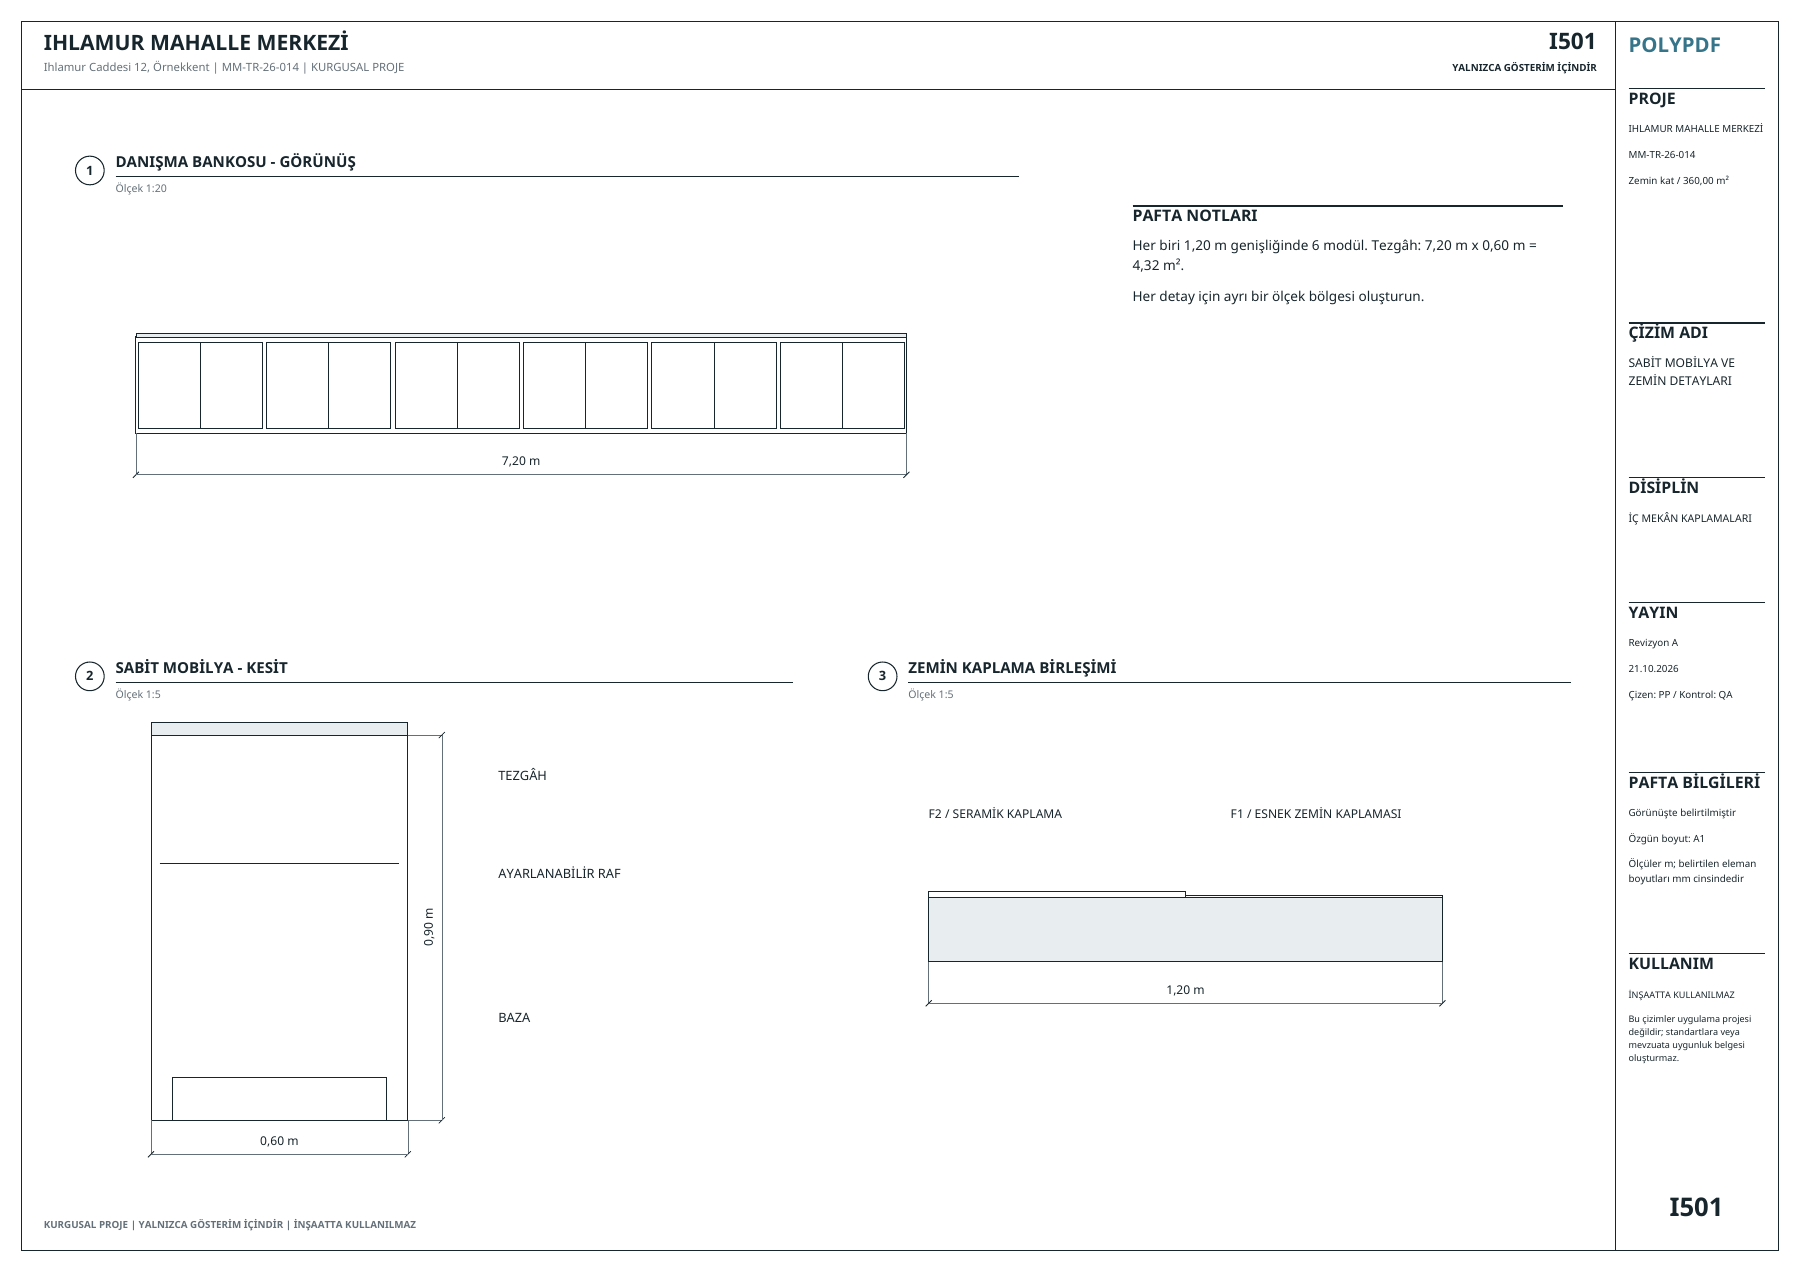 IHLAMUR MAHALLE MERKEZİ
Ihlamur Caddesi 12, Örnekkent | MM-TR-26-014 | KURGUSAL PROJE
I501
YALNIZCA GÖSTERİM İÇİNDİR
1
DANIŞMA BANKOSU - GÖRÜNÜŞ
Ölçek 1:20
PAFTA NOTLARI
Her biri 1,20 m genişliğinde 6 modül. Tezgâh: 7,20 m x 0,60 m =
4,32 m².
Her detay için ayrı bir ölçek bölgesi oluşturun.
7,20 m
2
SABİT MOBİLYA - KESİT
Ölçek 1:5
TEZGÂH
AYARLANABİLİR RAF
0,90 m
BAZA
0,60 m
3
ZEMİN KAPLAMA BİRLEŞİMİ
Ölçek 1:5
F2 / SERAMİK KAPLAMA
F1 / ESNEK ZEMİN KAPLAMASI
1,20 m
KURGUSAL PROJE | YALNIZCA GÖSTERİM İÇİNDİR | İNŞAATTA KULLANILMAZ
POLYPDF
PROJE
IHLAMUR MAHALLE MERKEZİ
MM-TR-26-014
Zemin kat / 360,00 m²
ÇİZİM ADI
SABİT MOBİLYA VE
ZEMİN DETAYLARI
DİSİPLİN
İÇ MEKÂN KAPLAMALARI
YAYIN
Revizyon A
21.10.2026
Çizen: PP / Kontrol: QA
PAFTA BİLGİLERİ
Görünüşte belirtilmiştir
Özgün boyut: A1
Ölçüler m; belirtilen eleman
boyutları mm cinsindedir
KULLANIM
İNŞAATTA KULLANILMAZ
Bu çizimler uygulama projesi
değildir; standartlara veya
mevzuata uygunluk belgesi
oluşturmaz.
I501